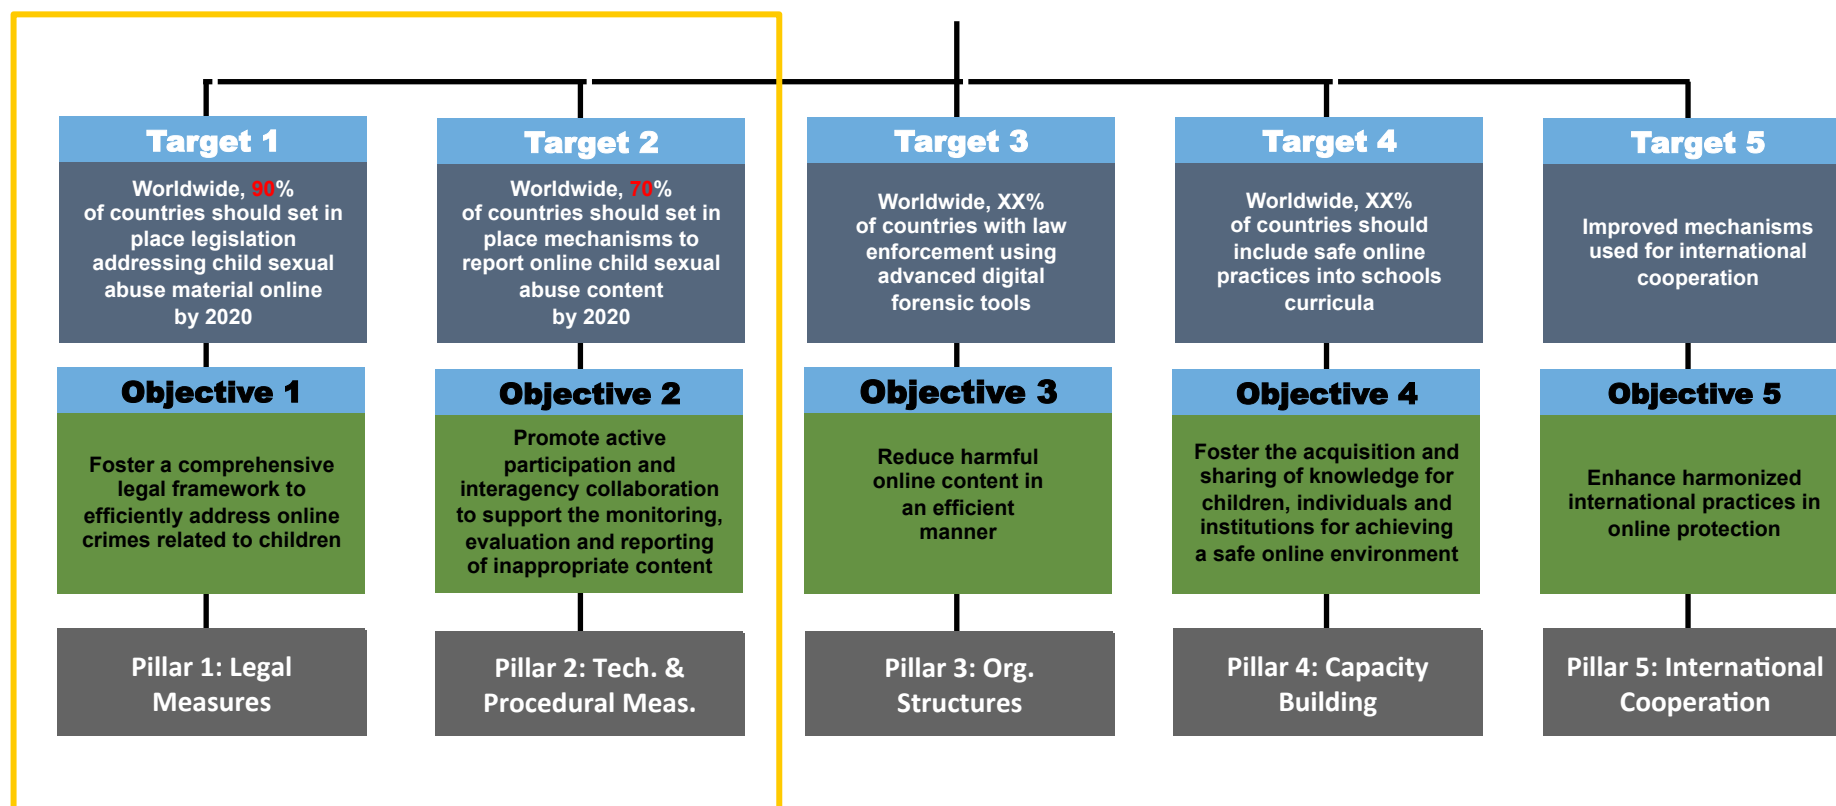 Target 1
Worldwide, 90%
of countries should set in
place legislation
addressing child sexual
abuse material online
by 2020
Objective 1
Foster a comprehensive
legal framework to
efficiently address online
crimes related to children
Pillar 1: Legal
Measures
Target 2
Worldwide, 70%
of countries should set in
place mechanisms to
report online child sexual
abuse content
by 2020
Objective 2
Promote active
participation and
interagency collaboration
to support the monitoring,
evaluation and reporting
of inappropriate content
Pillar 2: Tech. &
Procedural Meas.
Target 3
Worldwide, XX%
of countries with law
enforcement using
advanced digital
forensic tools
Objective 3
Reduce harmful
online content in
an efficient
manner
Pillar 3: Org.
Structures
Target 4
Worldwide, XX%
of countries should
include safe online
practices into schools
curricula
Objective 4
Foster the acquisition and
sharing of knowledge for
children, individuals and
institutions for achieving
a safe online environment
Pillar 4: Capacity
Building
Target 5
Improved mechanisms
used for international
cooperation
Objective 5
Enhance harmonized
international practices in
online protection
Pillar 5: International
Cooperation